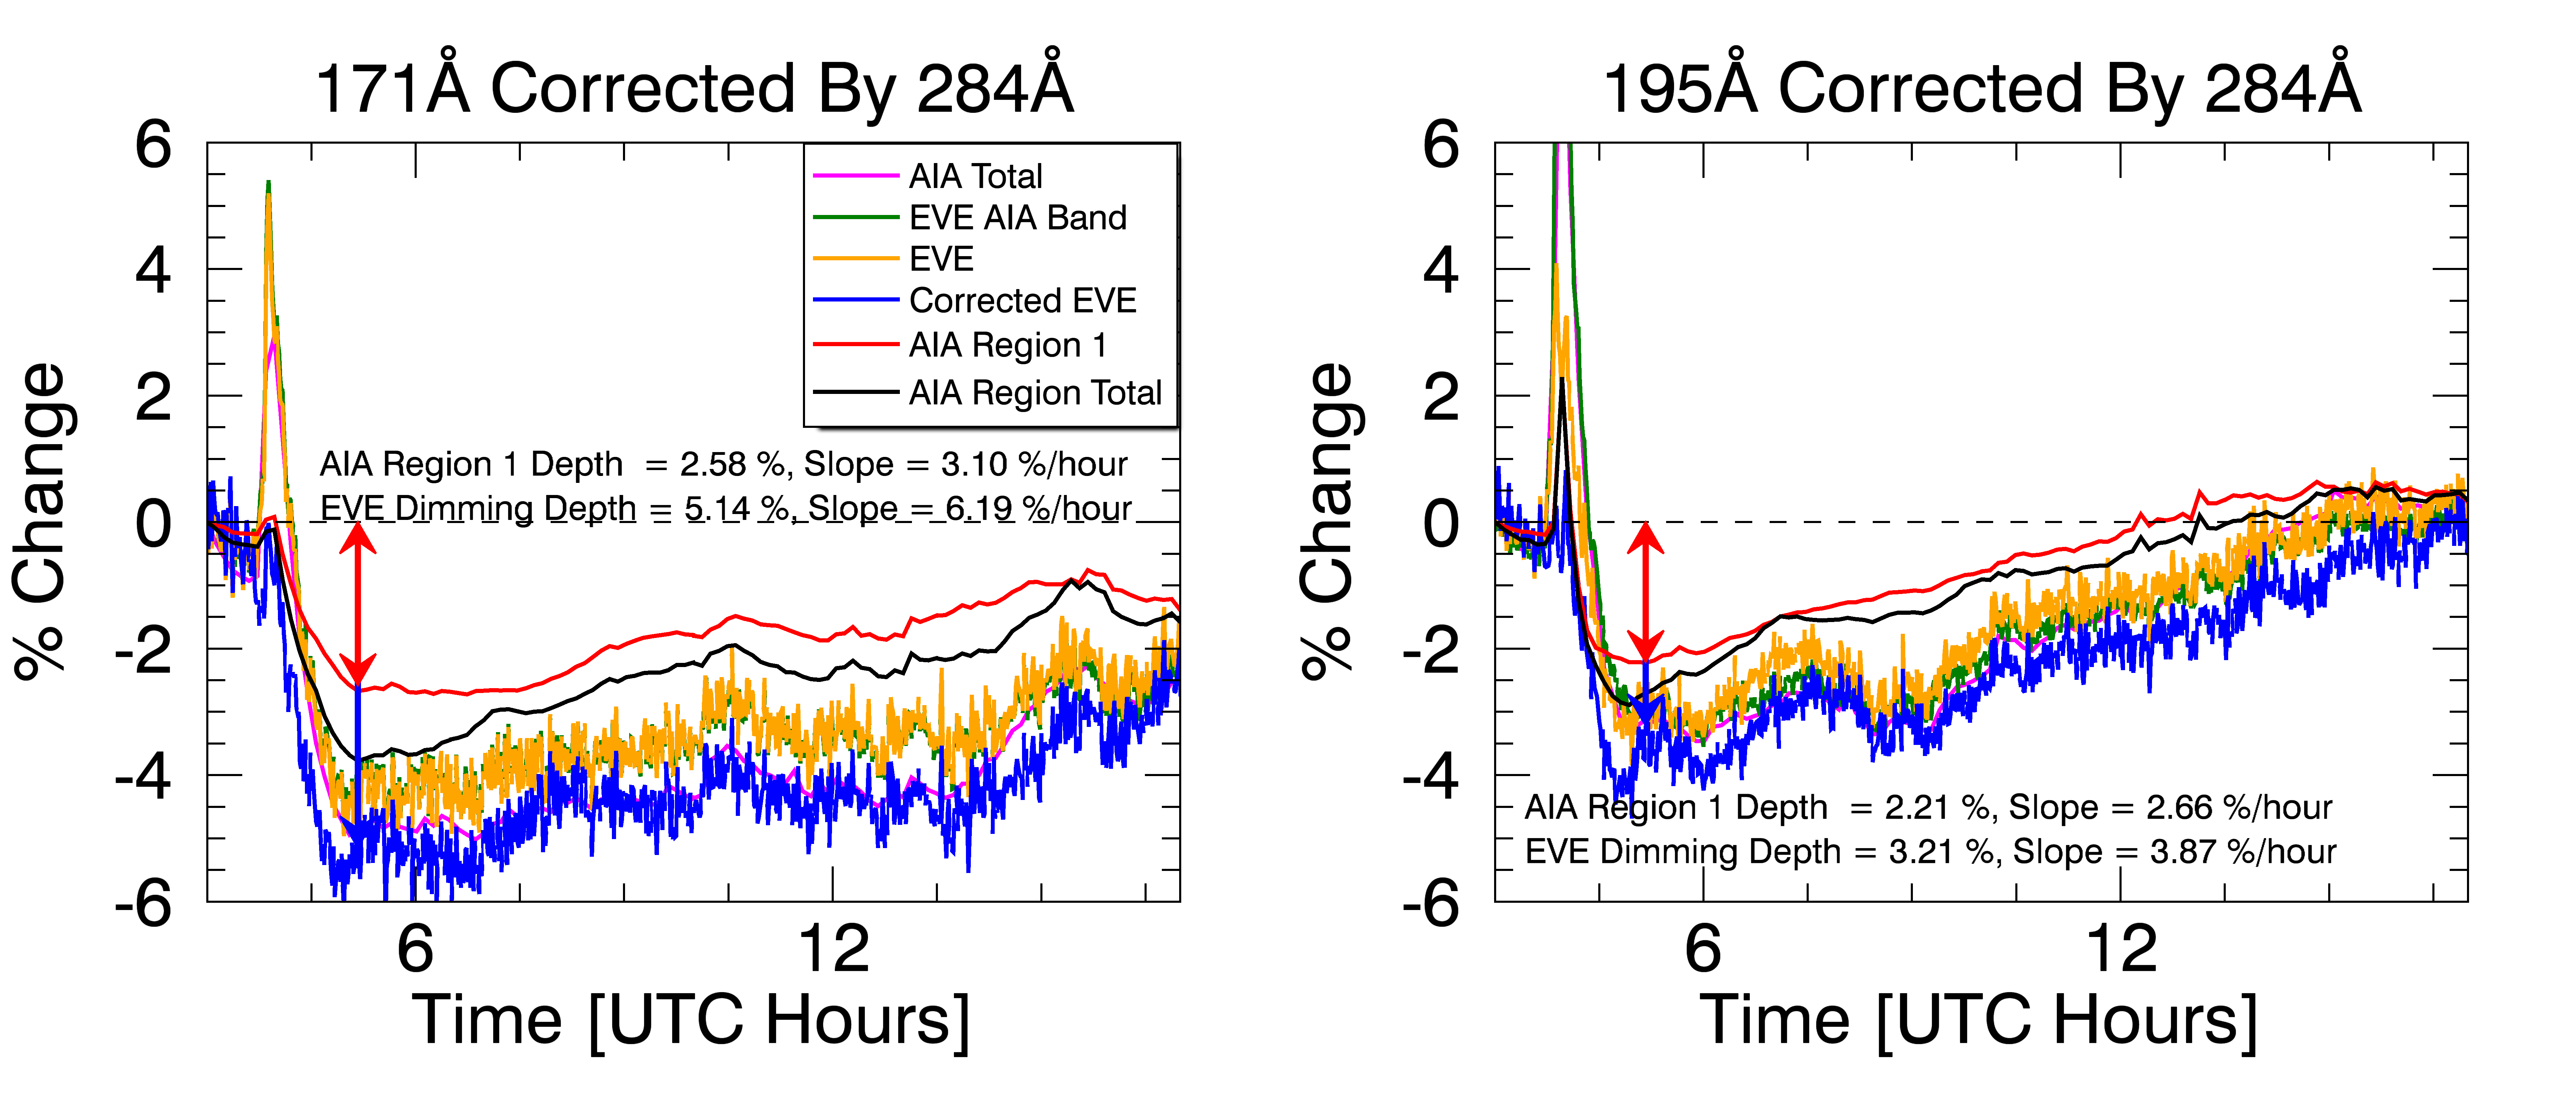 171Å Corrected By 284Å
6
4
2
0
-2
-4
-6
% Change
AIA Total
EVE AIA Band
EVE
Corrected EVE
AIA Region 1
AIA Region Total
AIA Region 1 Depth = 2.58 %, Slope = 3.10 %/hour
EVE Dimming Depth = 5.14 %, Slope = 6.19 %/hour
6 12
Time [UTC Hours]
195Å Corrected By 284Å
6
4
2
0
-2
-4
-6
% Change
AIA Region 1 Depth = 2.21 %, Slope = 2.66 %/hour
EVE Dimming Depth = 3.21 %, Slope = 3.87 %/hour
6 12
Time [UTC Hours]